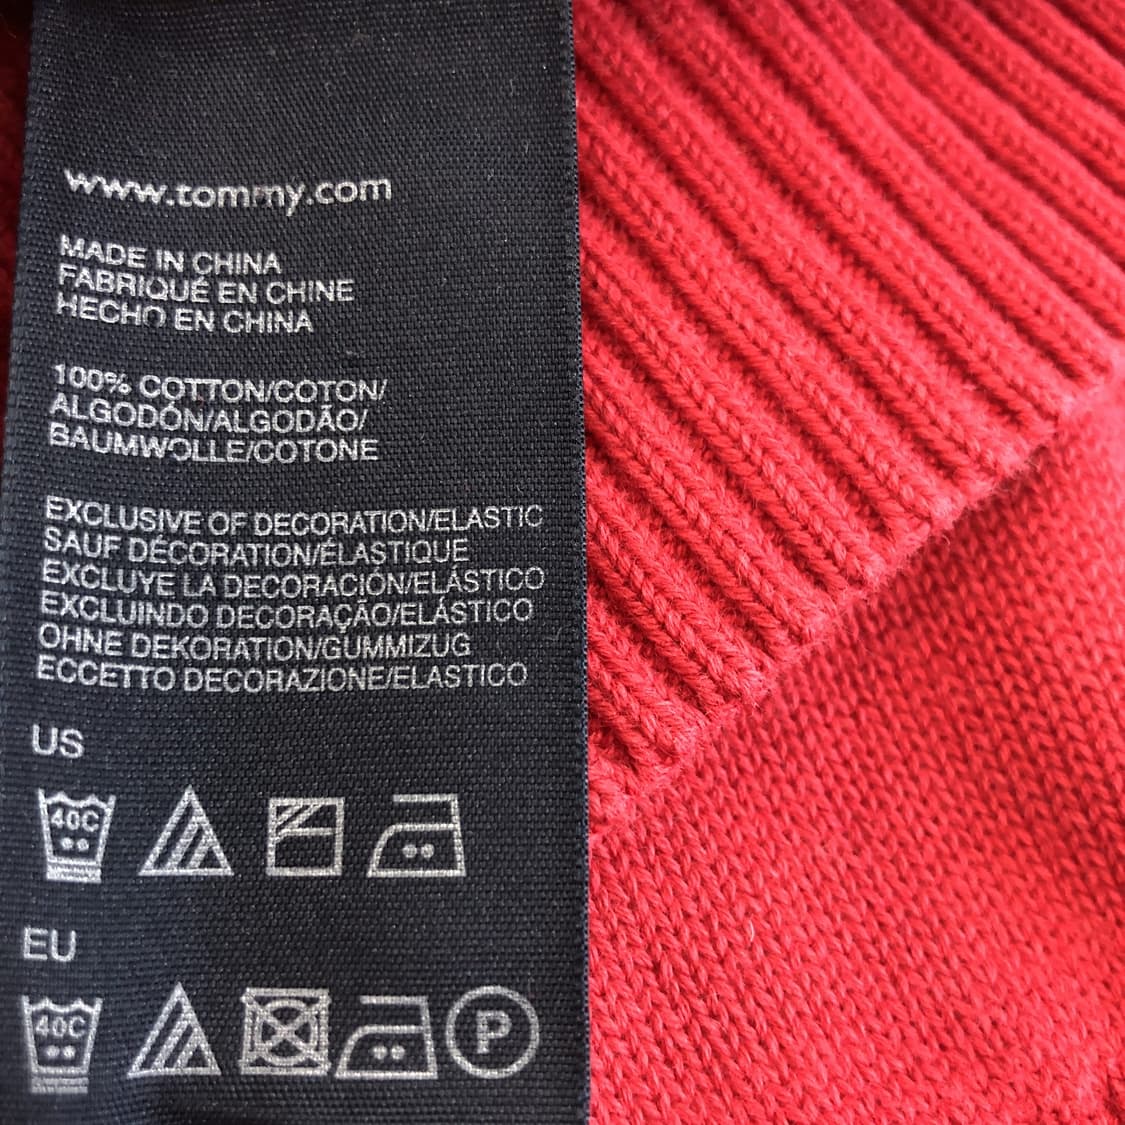 www.tommy.com
MADE IN CHINA
FABRIQUÉ EN CHINE
HECHO EN CHINA
100% COTTON/COTON/
ALGODÓN/ALGODÃO/
BAUMWOLLE/COTONE
EXCLUSIVE OF DECORATION/ELASTIC
SAUF DÉCORATION/ÉLASTIQUE
EXCLUYE LA DECORACIÓN/ELÁSTICO
EXCLUINDO DECORAÇÃO/ELÁSTICO
OHNE DEKORATION/GUMMIZUG
ECCETTO DECORAZIONE/ELASTICO
US
40C
EU
40C P